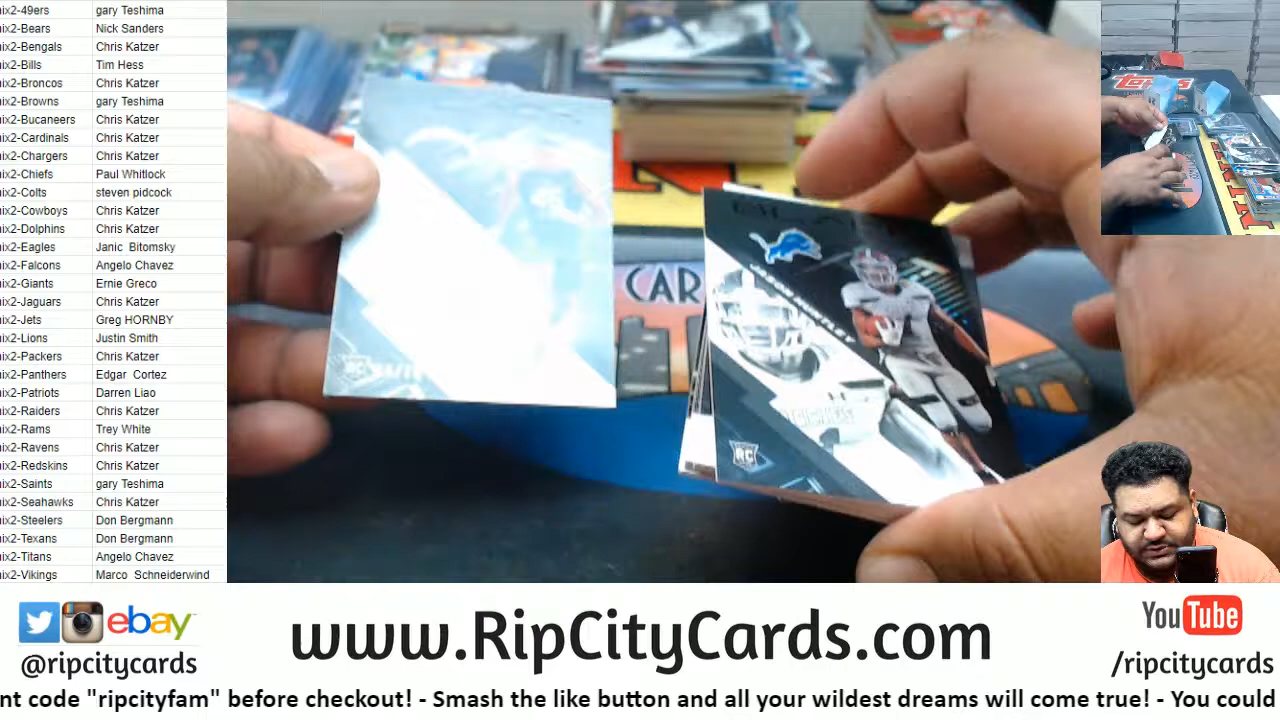 ix2-49ers gary Teshima
ix2-Bears Nick Sanders
ix2-Bengals Chris Katzer
ix2-Bills Tim Hess
ix2-Broncos Chris Katzer
ix2-Browns gary Teshima
ix2-Bucaneers Chris Katzer
ix2-Cardinals Chris Katzer
ix2-Chargers Chris Katzer
ix2-Chiefs Paul Whitlock
ix2-Colts steven pidcock
ix2-Cowboys Chris Katzer
ix2-Dolphins Chris Katzer
ix2-Eagles Janic Bitomsky
ix2-Falcons Angelo Chavez
ix2-Giants Ernie Greco
ix2-Jaguars Chris Katzer
ix2-Jets Greg HORNBY
ix2-Lions Justin Smith
ix2-Packers Chris Katzer
ix2-Panthers Edgar Cortez
ix2-Patriots Darren Liao
ix2-Raiders Chris Katzer
ix2-Rams Trey White
ix2-Ravens Chris Katzer
ix2-Redskins Chris Katzer
ix2-Saints gary Teshima
ix2-Seahawks Chris Katzer
ix2-Steelers Don Bergmann
ix2-Texans Don Bergmann
ix2-Titans Angelo Chavez
ix2-Vikings Marco Schneiderwind
CAR
RC
RC
Topps
ebay
@ripcitycards
www.RipCityCards.com
YouTube
/ripcitycards
nt code "ripcityfam" before checkout! - Smash the like button and all your wildest dreams will come true! - You could